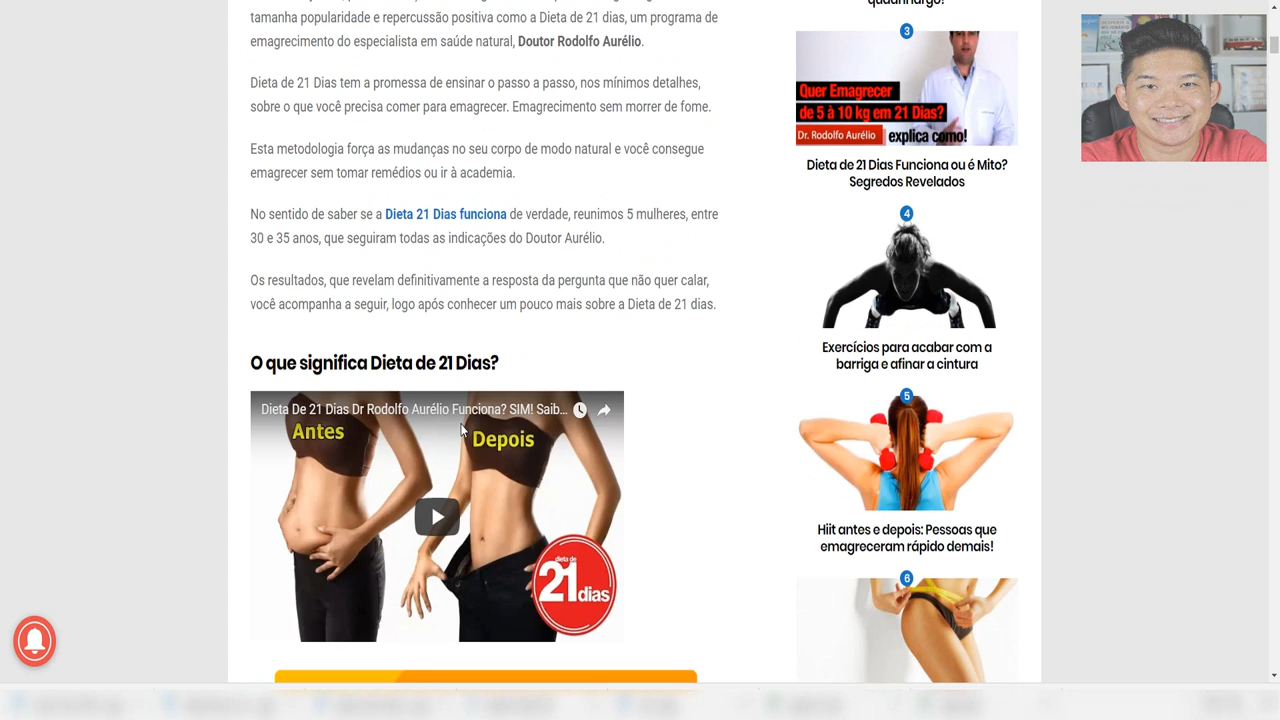 tamanha popularidade e repercussão positiva como a Dieta de 21 dias, um programa de
emagrecimento do especialista em saúde natural, Doutor Rodolfo Aurélio.
Dieta de 21 Dias tem a promessa de ensinar o passo a passo, nos mínimos detalhes,
sobre o que você precisa comer para emagrecer. Emagrecimento sem morrer de fome.
Esta metodologia força as mudanças no seu corpo de modo natural e você consegue
emagrecer sem tomar remédios ou ir à academia.
No sentido de saber se a Dieta 21 Dias funciona de verdade, reunimos 5 mulheres, entre
30 e 35 anos, que seguiram todas as indicações do Doutor Aurélio.
Os resultados, que revelam definitivamente a resposta da pergunta que não quer calar,
você acompanha a seguir, logo após conhecer um pouco mais sobre a Dieta de 21 dias.
O que significa Dieta de 21 Dias?
Dieta De 21 Dias Dr Rodolfo Aurélio Funciona? SIM! Saib...
Antes
Depois
dieta de
21
dias
3
Quer Emagrecer
de 5 à 10 kg em 21 Dias?
Dr. Rodolfo Aurélio explica como!
Dieta de 21 Dias Funciona ou é Mito?
Segredos Revelados
4
Exercícios para acabar com a
barriga e afinar a cintura
5
Hiit antes e depois: Pessoas que
emagreceram rápido demais!
6